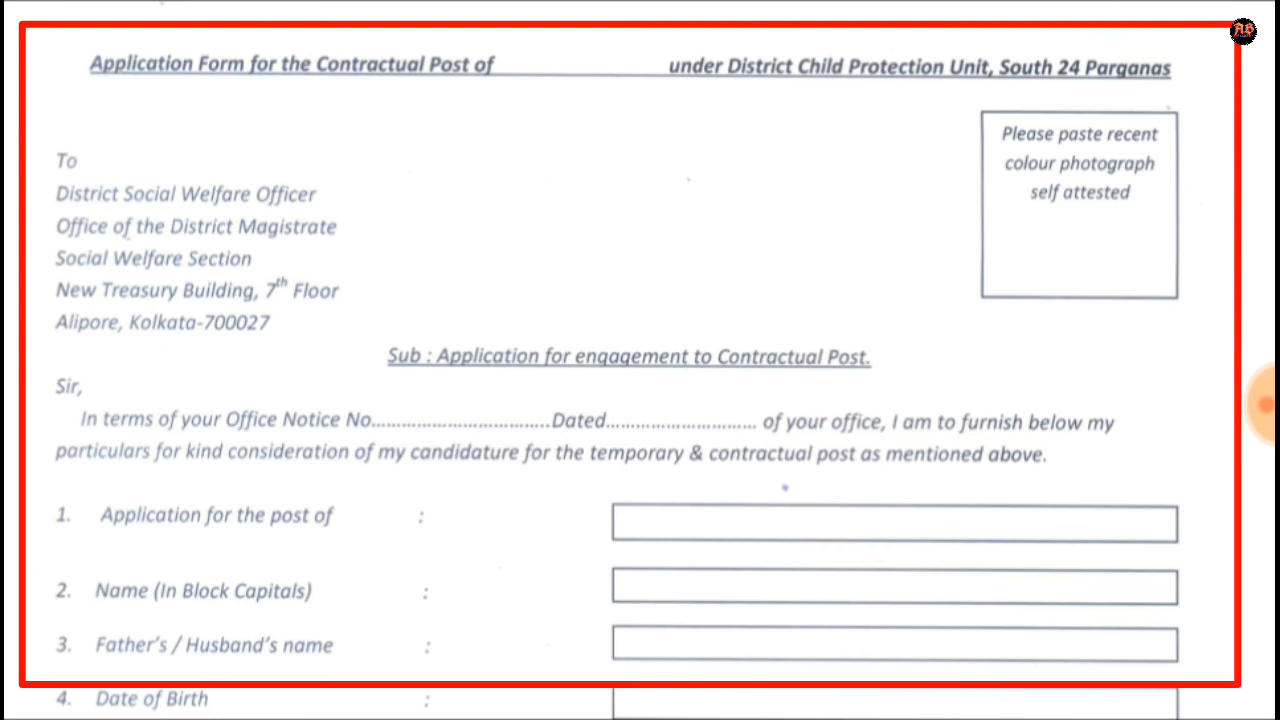 AB
Application Form for the Contractual Post of ____________ under District Child Protection Unit, South 24 Parganas
Please paste recent
colour photograph
self attested
To
District Social Welfare Officer
Office of the District Magistrate
Social Welfare Section
New Treasury Building, 7th Floor
Alipore, Kolkata-700027
Sub : Application for engagement to Contractual Post.
Sir,
In terms of your Office Notice No....................................Dated.............................. of your office, I am to furnish below my
particulars for kind consideration of my candidature for the temporary & contractual post as mentioned above.
1. Application for the post of :
2. Name (In Block Capitals) :
3. Father's / Husband's name :
4. Date of Birth :